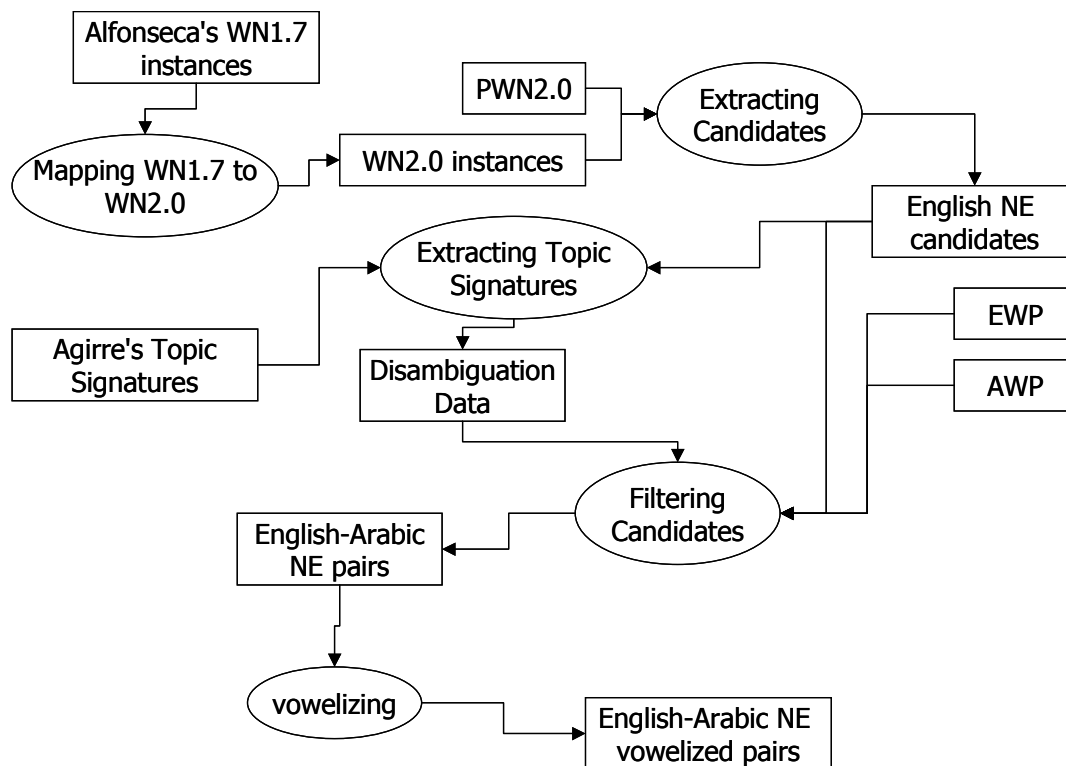 Alfonseca's WN1.7
instances
PWN2.0
Extracting
Candidates
Mapping WN1.7 to
WN2.0
WN2.0 instances
English NE
candidates
Extracting Topic
Signatures
EWP
Agirre's Topic
Signatures
Disambiguation
Data
AWP
Filtering
Candidates
English-Arabic
NE pairs
vowelizing
English-Arabic NE
vowelized pairs